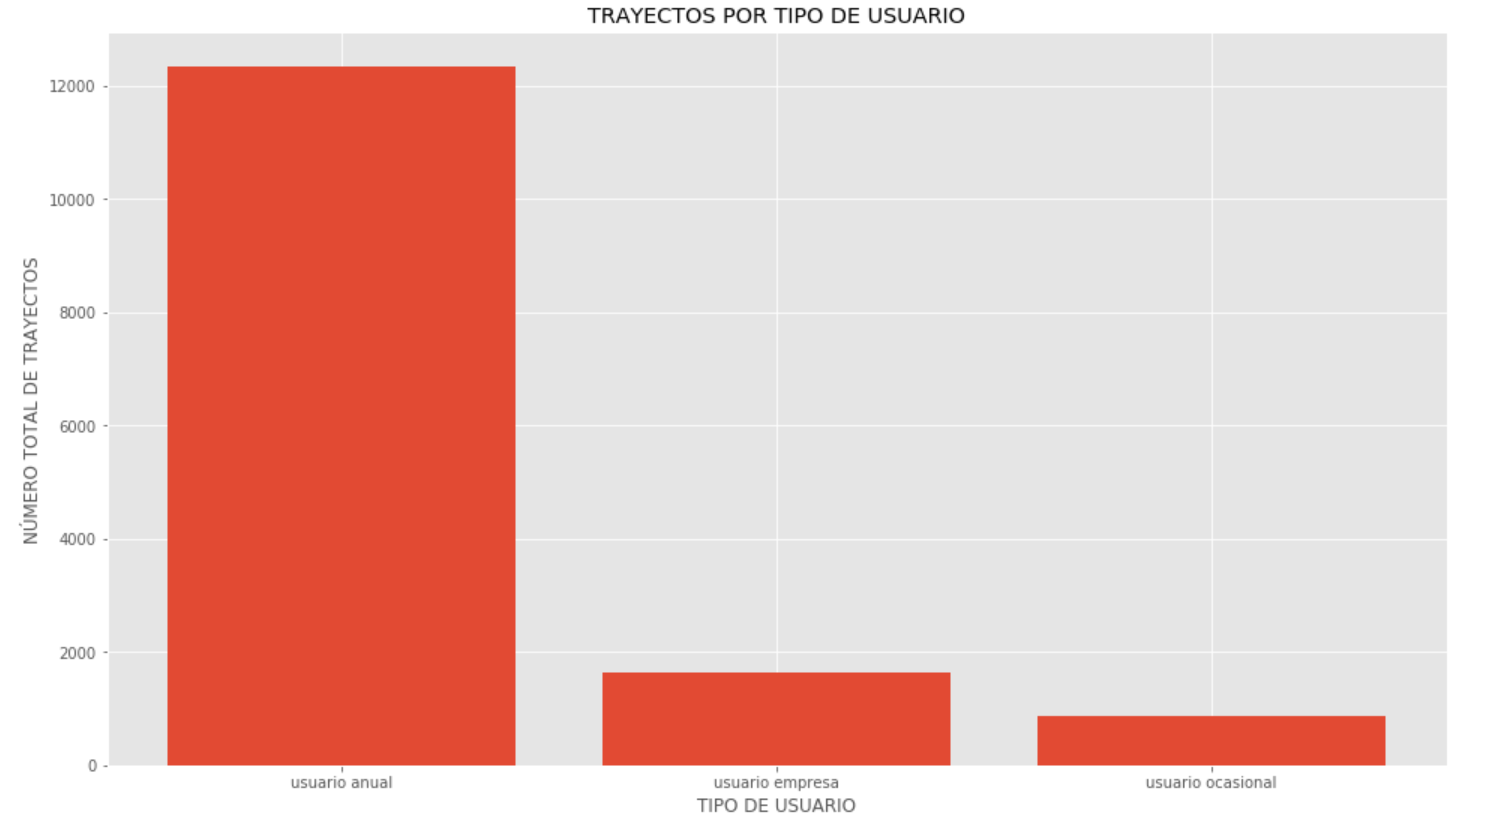 TRAYECTOS POR TIPO DE USUARIO
12000
10000
8000
6000
4000
2000
0
NÚMERO TOTAL DE TRAYECTOS
usuario anual
usuario empresa
usuario ocasional
TIPO DE USUARIO